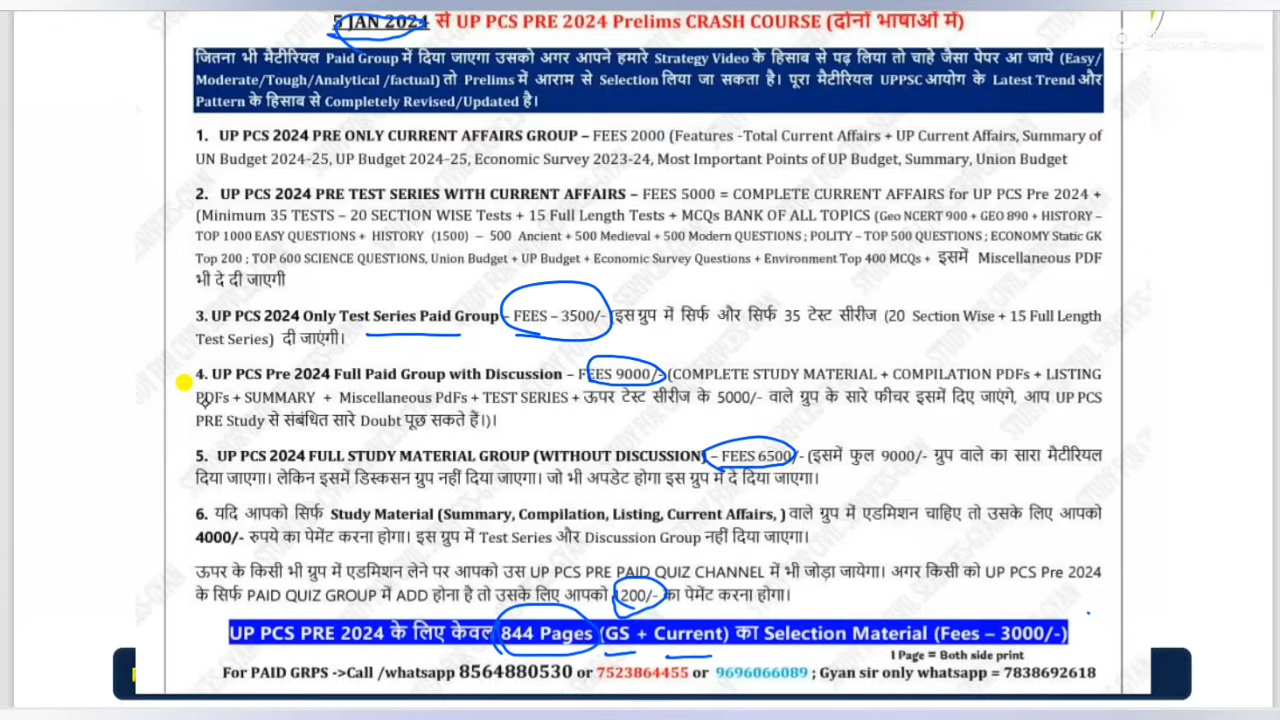 5 JAN 2024 से UP PCS PRE 2024 Prelims CRASH COURSE (दोनों भाषाओं में)
जितना भी मैटीरियल Paid Group में दिया जाएगा उसको अगर आपने हमारे Strategy Video के हिसाब से पढ़ लिया तो चाहे जैसा पेपर आ जाये (Easy/
Moderate/Tough/Analytical /factual) तो Prelims में आराम से Selection लिया जा सकता है। पूरा मैटीरियल UPPSC आयोग के Latest Trend और
Pattern के हिसाब से Completely Revised/Updated है।
1. UP PCS 2024 PRE ONLY CURRENT AFFAIRS GROUP – FEES 2000 (Features -Total Current Affairs + UP Current Affairs, Summary of
UN Budget 2024-25, UP Budget 2024-25, Economic Survey 2023-24, Most Important Points of UP Budget, Summary, Union Budget
2. UP PCS 2024 PRE TEST SERIES WITH CURRENT AFFAIRS – FEES 5000 = COMPLETE CURRENT AFFAIRS for UP PCS Pre 2024 +
(Minimum 35 TESTS – 20 SECTION WISE Tests + 15 Full Length Tests + MCQs BANK OF ALL TOPICS (Geo NCERT 900 + GEO 890 + HISTORY –
TOP 1000 EASY QUESTIONS + HISTORY (1500) – 500 Ancient + 500 Medieval + 500 Modern QUESTIONS ; POLITY – TOP 500 QUESTIONS ; ECONOMY Static GK
Top 200 ; TOP 600 SCIENCE QUESTIONS, Union Budget + UP Budget + Economic Survey Questions + Environment Top 400 MCQs + इसमें Miscellaneous PDF
भी दे दी जाएगी
3. UP PCS 2024 Only Test Series Paid Group – FEES – 3500/- (इस ग्रुप में सिर्फ और सिर्फ 35 टेस्ट सीरीज (20 Section Wise + 15 Full Length
Test Series) दी जाएंगी।
4. UP PCS Pre 2024 Full Paid Group with Discussion – FEES 9000/- (COMPLETE STUDY MATERIAL + COMPILATION PDFs + LISTING
PDFs + SUMMARY + Miscellaneous PdFs + TEST SERIES + ऊपर टेस्ट सीरीज के 5000/- वाले ग्रुप के सारे फीचर इसमें दिए जाएंगे, आप UP PCS
PRE Study से संबंधित सारे Doubt पूछ सकते हैं।)।
5. UP PCS 2024 FULL STUDY MATERIAL GROUP (WITHOUT DISCUSSION) – FEES 6500/- (इसमें फुल 9000/- ग्रुप वाले का सारा मैटीरियल
दिया जाएगा। लेकिन इसमें डिस्कसन ग्रुप नहीं दिया जाएगा। जो भी अपडेट होगा इस ग्रुप में दे दिया जाएगा।
6. यदि आपको सिर्फ Study Material (Summary, Compilation, Listing, Current Affairs, ) वाले ग्रुप में एडमिशन चाहिए तो उसके लिए आपको
4000/- रुपये का पेमेंट करना होगा। इस ग्रुप में Test Series और Discussion Group नहीं दिया जाएगा।
ऊपर के किसी भी ग्रुप में एडमिशन लेने पर आपको उस UP PCS PRE PAID QUIZ CHANNEL में भी जोड़ा जायेगा। अगर किसी को UP PCS Pre 2024
के सिर्फ PAID QUIZ GROUP में ADD होना है तो उसके लिए आपको 1200/- का पेमेंट करना होगा।
UP PCS PRE 2024 के लिए केवल 844 Pages (GS + Current) का Selection Material (Fees – 3000/-)
1 Page = Both side print
For PAID GRPS ->Call /whatsapp 8564880530 or 7523864455 or 9696066089 ; Gyan sir only whatsapp = 7838692618